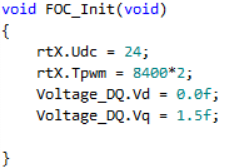 void FOC_Init(void)
{
    rtX.Udc = 24;
    rtX.Tpwm = 8400*2;
    Voltage_DQ.Vd = 0.0f;
    Voltage_DQ.Vq = 1.5f;

}